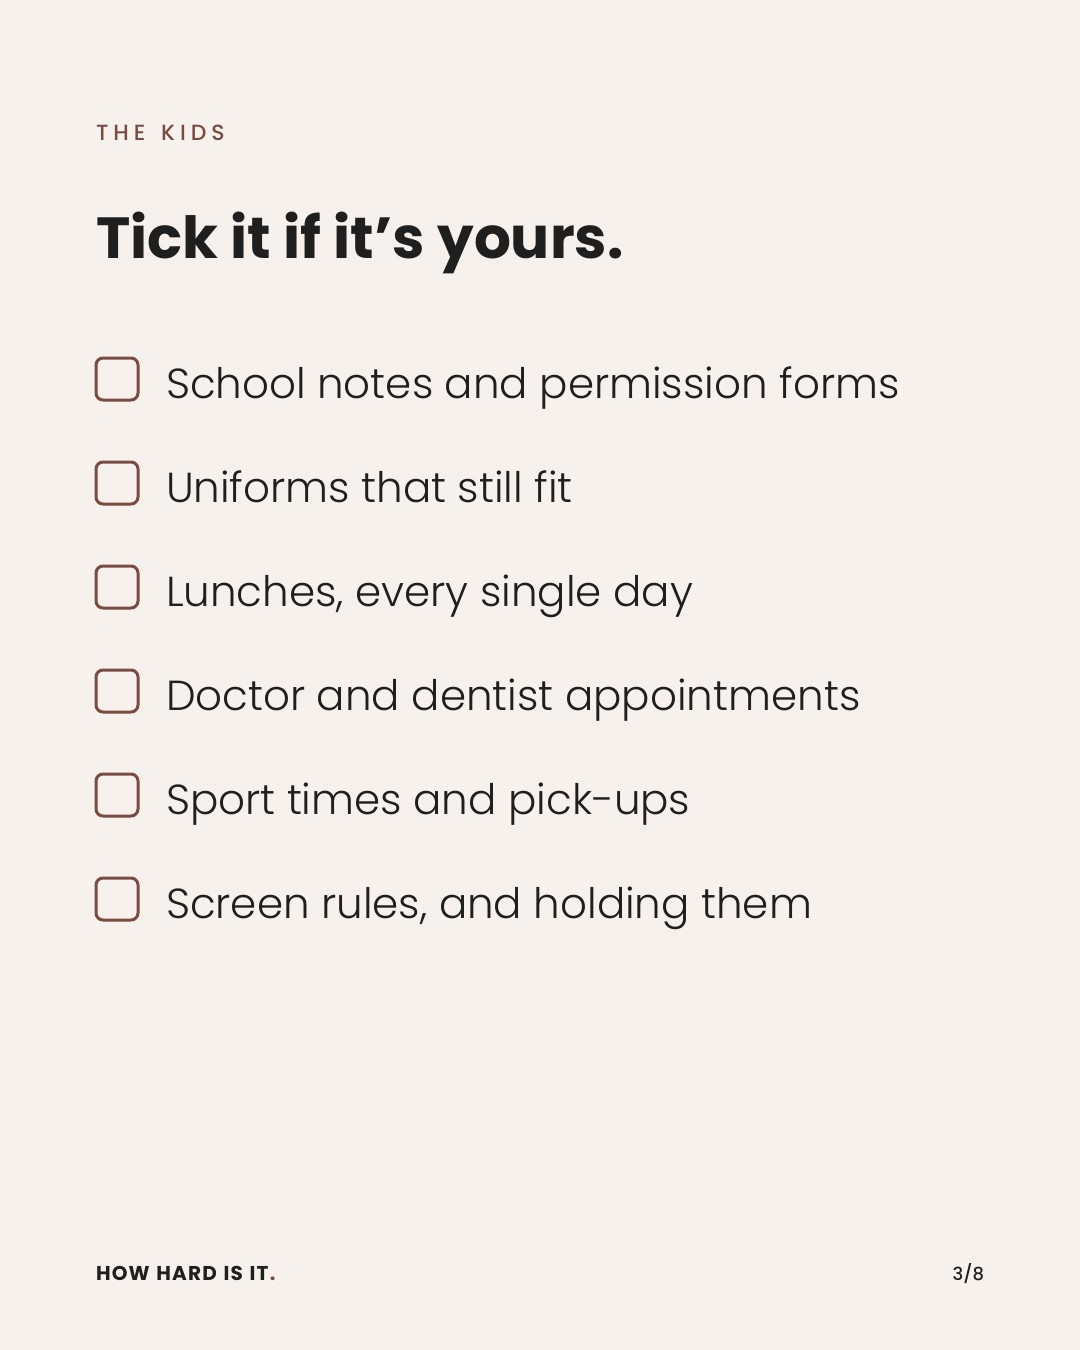 THE KIDS
Tick it if it’s yours.
School notes and permission forms
Uniforms that still fit
Lunches, every single day
Doctor and dentist appointments
Sport times and pick-ups
Screen rules, and holding them
HOW HARD IS IT.
3/8